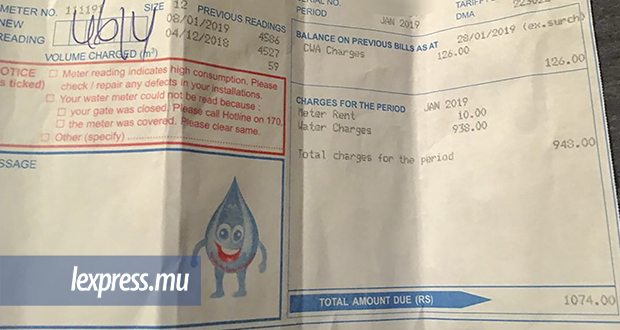 SERIAL NO.
PERIOD JAN 2019
TARIFF
DMA
METER NO. SIZE 12 PREVIOUS READINGS
NEW READING 08/01/2019 4586
04/12/2018 4527
VOLUME CHARGED (m³) 59
NOTICE
(as ticked)
Meter reading indicates high consumption. Please
check / repair any defects in your installations.
Your water meter could not be read because :
your gate was closed. Please call Hotline on 170.
the meter was covered. Please clear same.
Other (specify)
MESSAGE
BALANCE ON PREVIOUS BILLS AS AT 28/01/2019 (ex.surch)
CWA Charges 126.00
126.00
CHARGES FOR THE PERIOD JAN 2019
Meter Rent 10.00
Water Charges 938.00
Total charges for the period 948.00
TOTAL AMOUNT DUE (RS) 1074.00
lexpress.mu